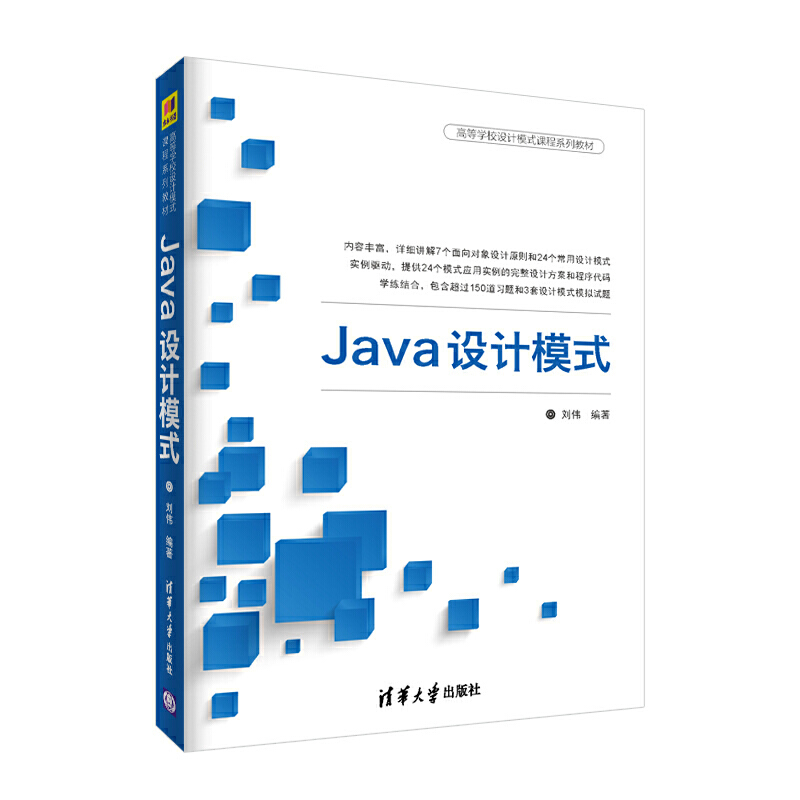 高等学校设计模式课程系列教材
内容丰富，详细讲解7个面向对象设计原则和24个常用设计模式
实例驱动，提供24个模式应用实例的完整设计方案和程序代码
学练结合，包含超过150道习题和3套设计模式模拟试题
Java设计模式
刘伟 编著
清华大学出版社
高等学校设计模式
课程系列教材
Java设计模式
刘伟 编著
清华大学出版社